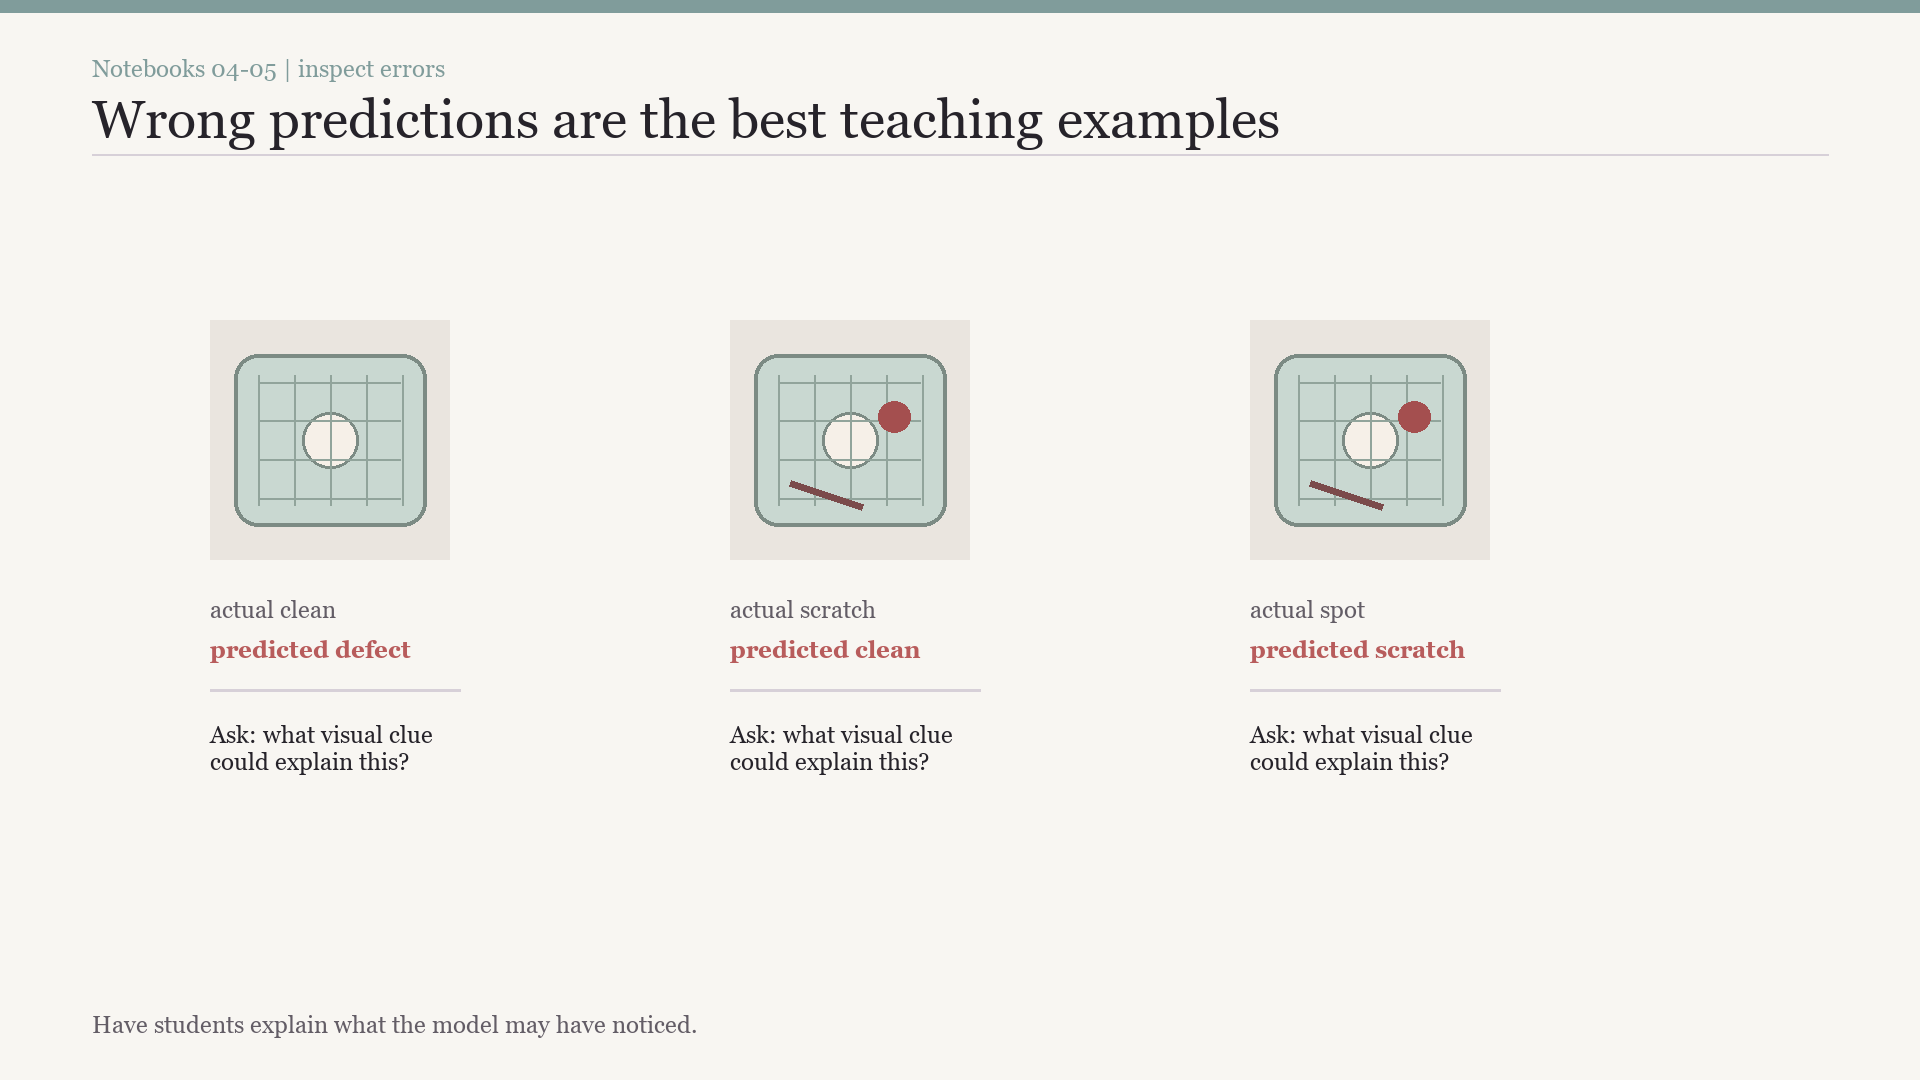 Notebooks 04-05 | inspect errors
Wrong predictions are the best teaching examples
actual clean
predicted defect
Ask: what visual clue
could explain this?
actual scratch
predicted clean
Ask: what visual clue
could explain this?
actual spot
predicted scratch
Ask: what visual clue
could explain this?
Have students explain what the model may have noticed.